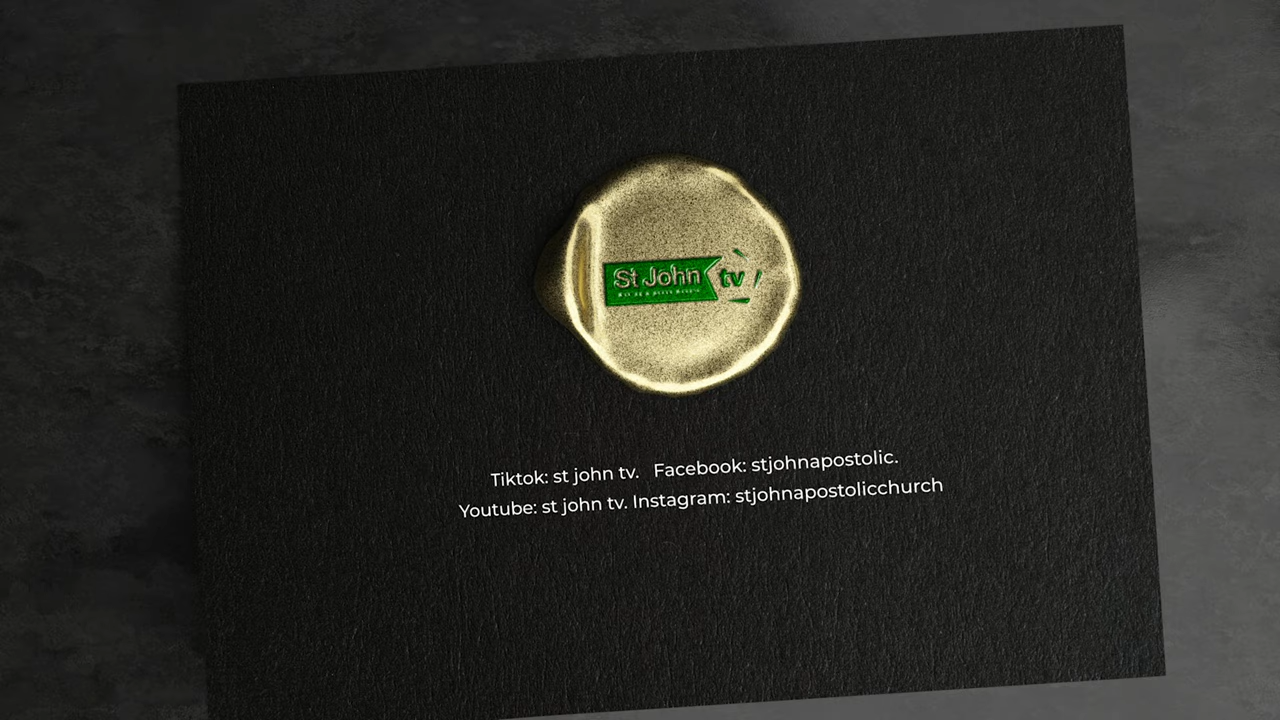 St John tv
Tiktok: st john tv. Facebook: stjohnapostolic.
Youtube: st john tv. Instagram: stjohnapostolicchurch